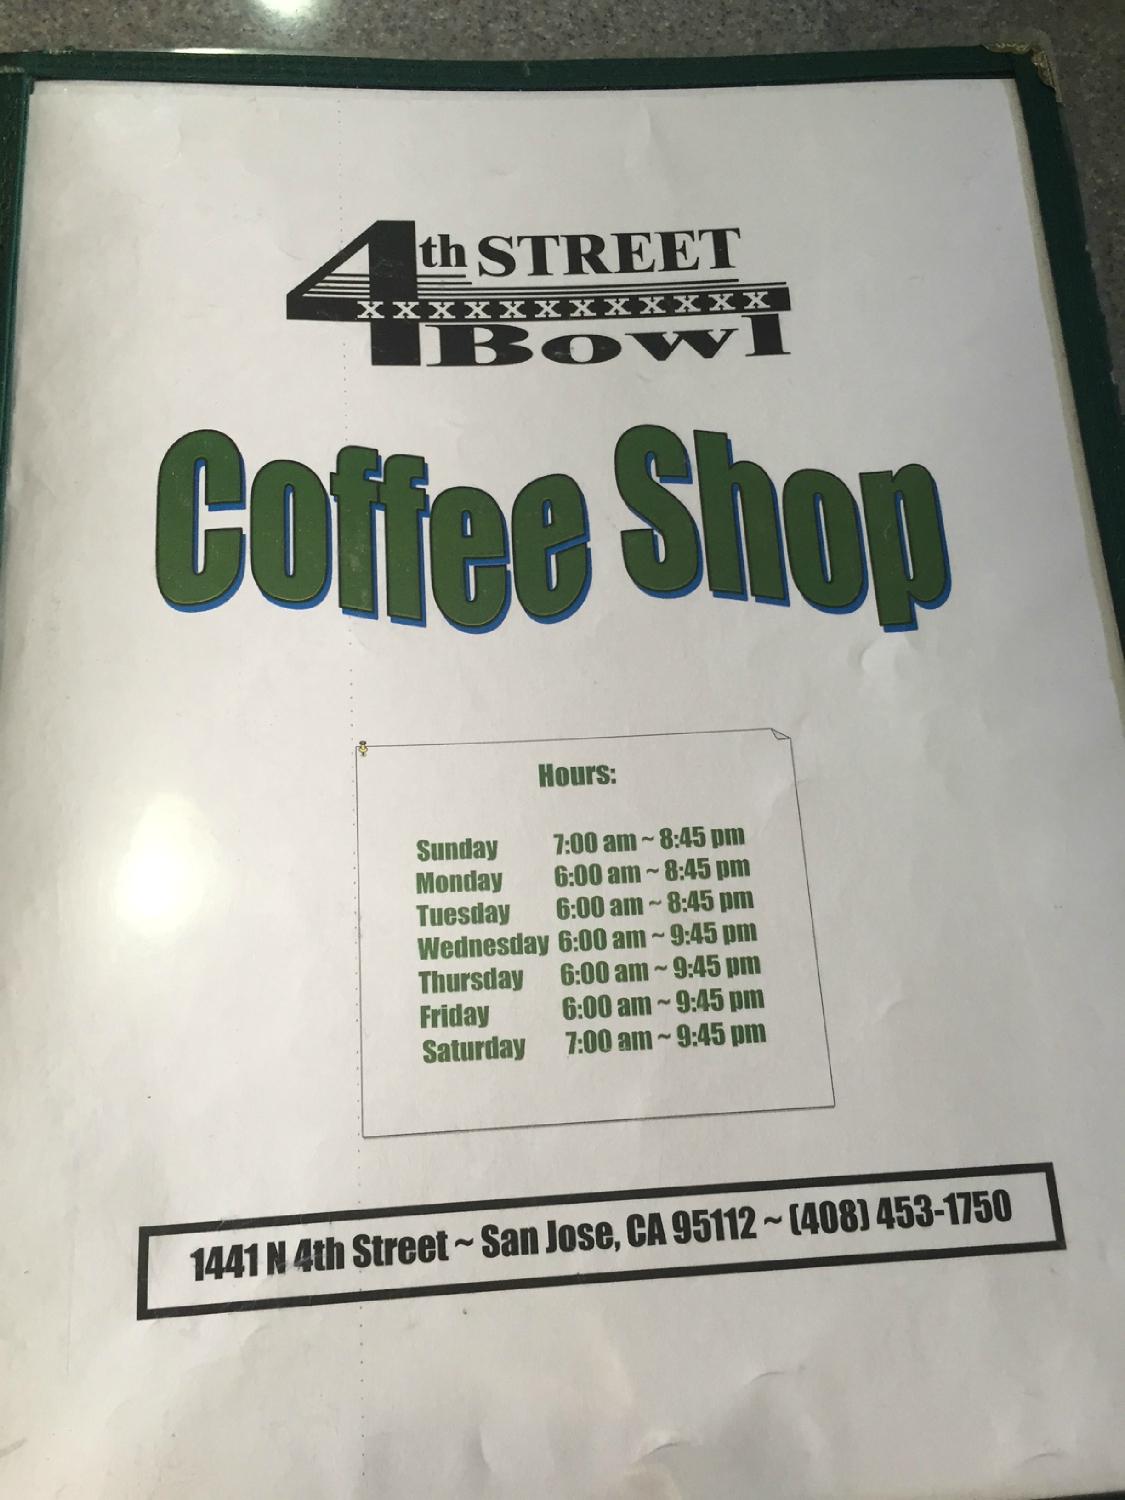 4th STREET
XXXXXXXXXXXX
Bowl
Coffee Shop
Hours:
Sunday 7:00 am ~ 8:45 pm
Monday 6:00 am ~ 8:45 pm
Tuesday 6:00 am ~ 8:45 pm
Wednesday 6:00 am ~ 9:45 pm
Thursday 6:00 am ~ 9:45 pm
Friday 6:00 am ~ 9:45 pm
Saturday 7:00 am ~ 9:45 pm
1441 N 4th Street ~ San Jose, CA 95112 ~ (408) 453-1750